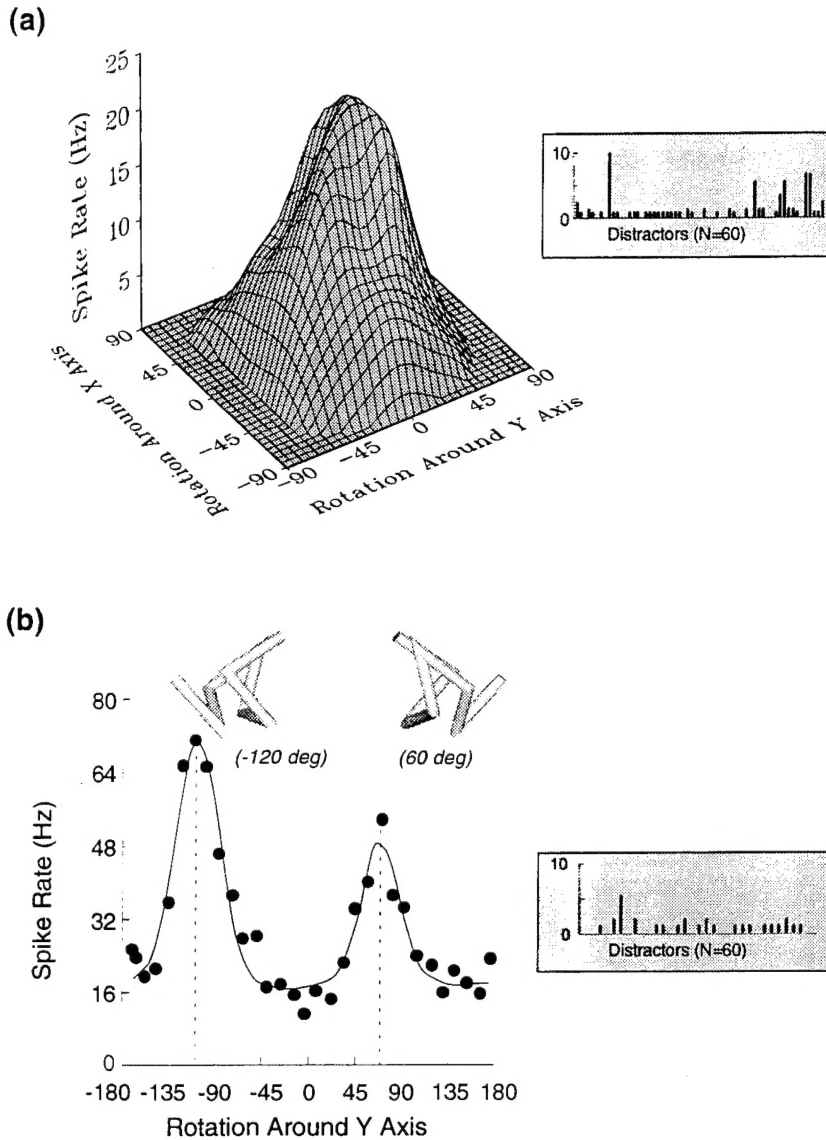 (a)
25
20
15
10
5
Spike Rate (Hz)
90
45
0
-45
-90
Rotation Around X Axis
-90
-45
0
45
90
Rotation Around Y Axis
10
0
Distractors (N=60)
(b)
(-120 deg)
(60 deg)
80
64
48
32
16
0
Spike Rate (Hz)
-180 -135 -90 -45 0 45 90 135 180
Rotation Around Y Axis
10
0
Distractors (N=60)